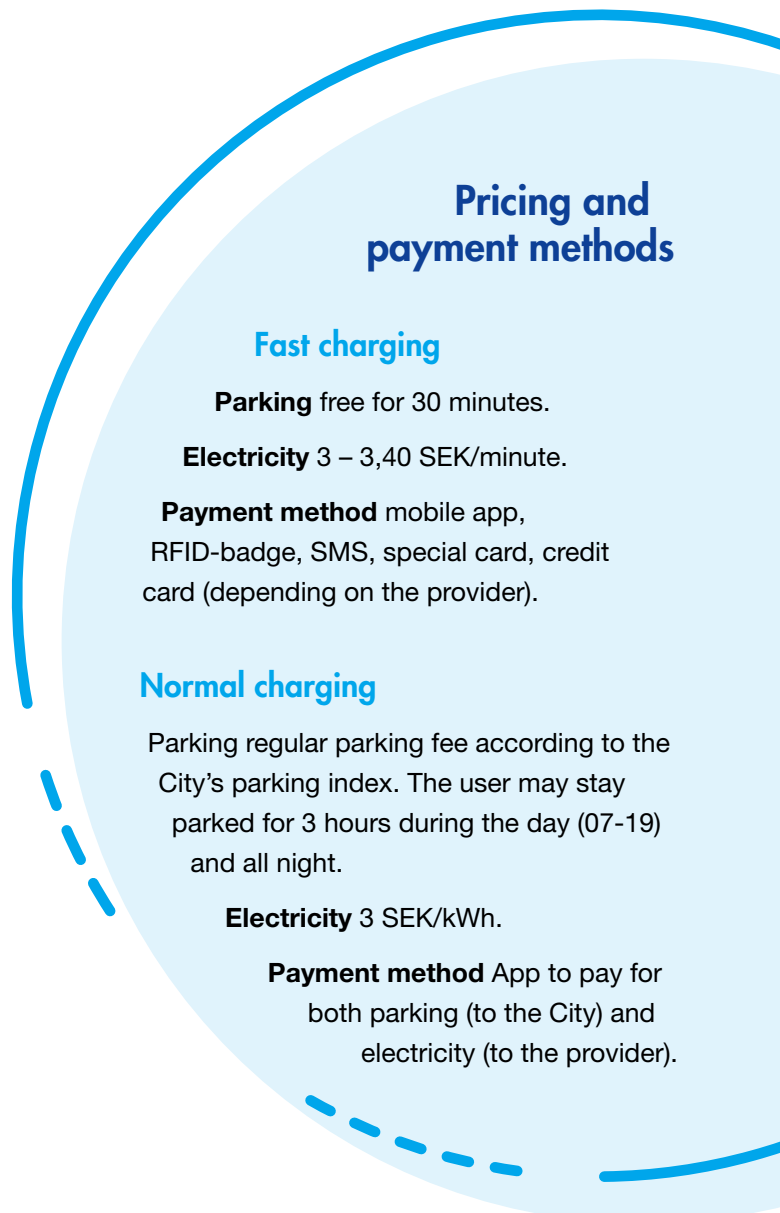 Pricing and
payment methods
Fast charging
Parking free for 30 minutes.
Electricity 3 – 3,40 SEK/minute.
Payment method mobile app,
RFID-badge, SMS, special card, credit
card (depending on the provider).
Normal charging
Parking regular parking fee according to the
City’s parking index. The user may stay
parked for 3 hours during the day (07-19)
and all night.
Electricity 3 SEK/kWh.
Payment method App to pay for
both parking (to the City) and
electricity (to the provider).